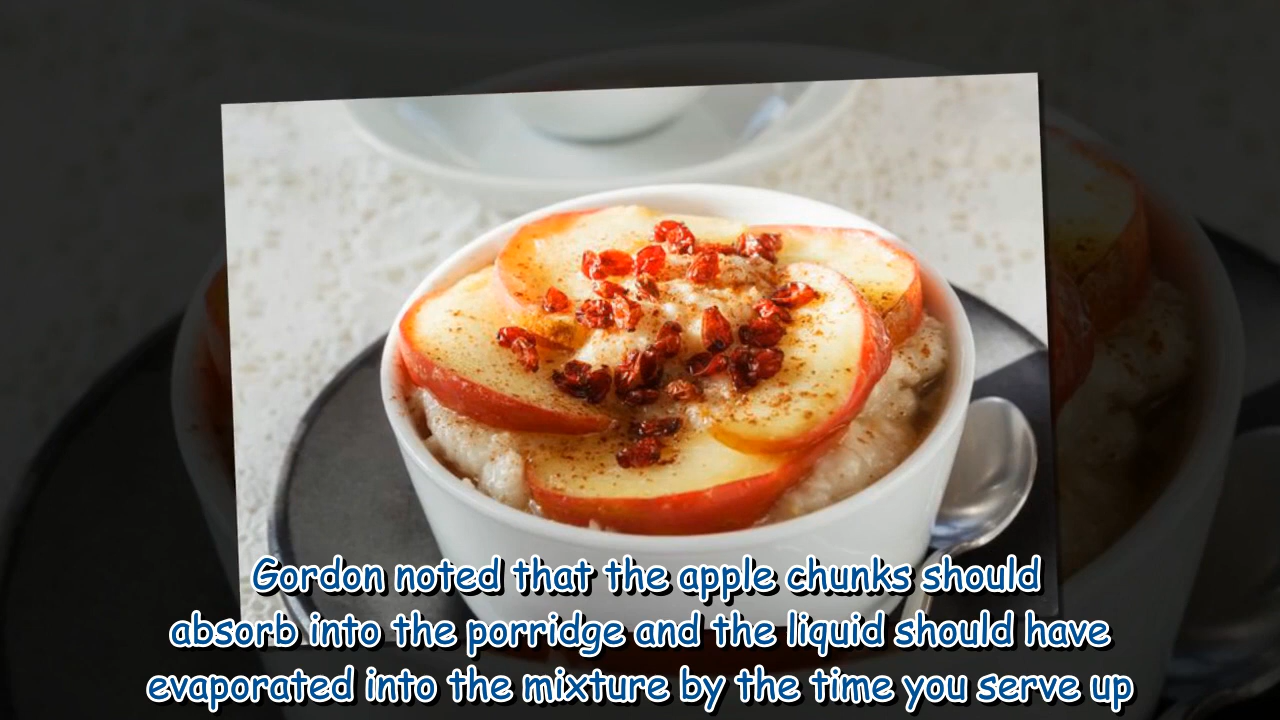 Gordon noted that the apple chunks should
absorb into the porridge and the liquid should have
evaporated into the mixture by the time you serve up